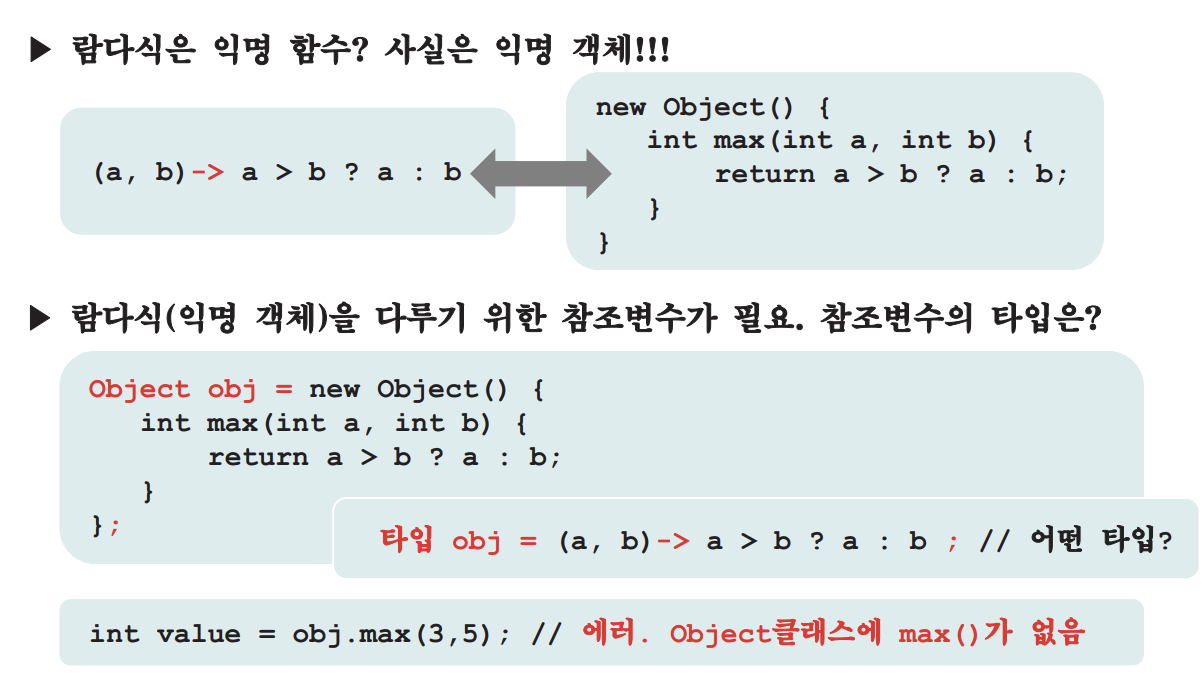 ▶ 람다식은 익명 함수? 사실은 익명 객체!!!
(a, b)-> a > b ? a : b
new Object() {
int max(int a, int b) {
return a > b ? a : b;
}
}
▶ 람다식(익명 객체)을 다루기 위한 참조변수가 필요. 참조변수의 타입은?
Object obj = new Object() {
int max(int a, int b) {
return a > b ? a : b;
}
};
타입 obj = (a, b)-> a > b ? a : b ; // 어떤 타입?
int value = obj.max(3,5); // 에러. Object클래스에 max()가 없음